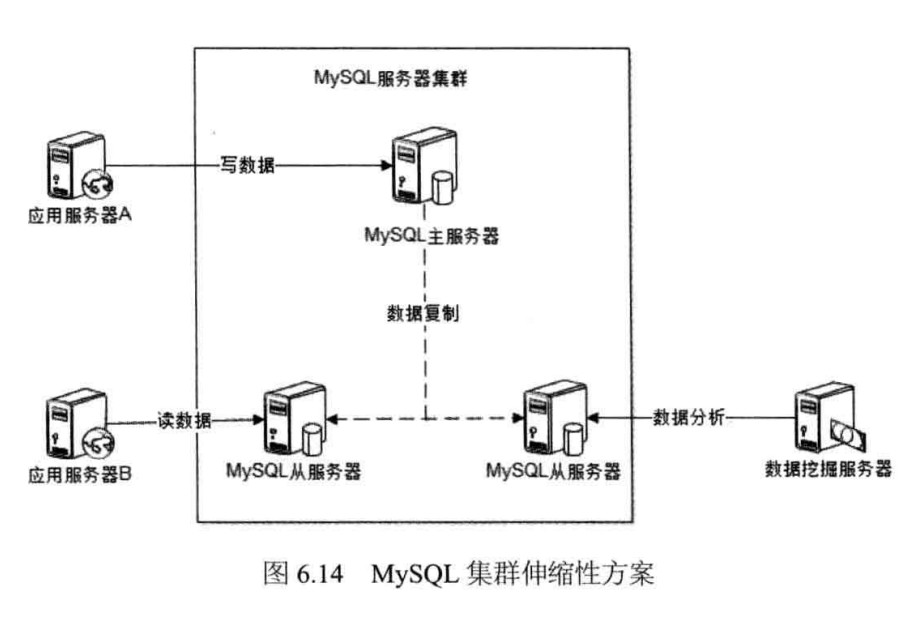 MySQL服务器集群
写数据
应用服务器A
MySQL主服务器
数据复制
读数据
数据分析
应用服务器B
MySQL从服务器
MySQL从服务器
数据挖掘服务器
图 6.14 MySQL 集群伸缩性方案